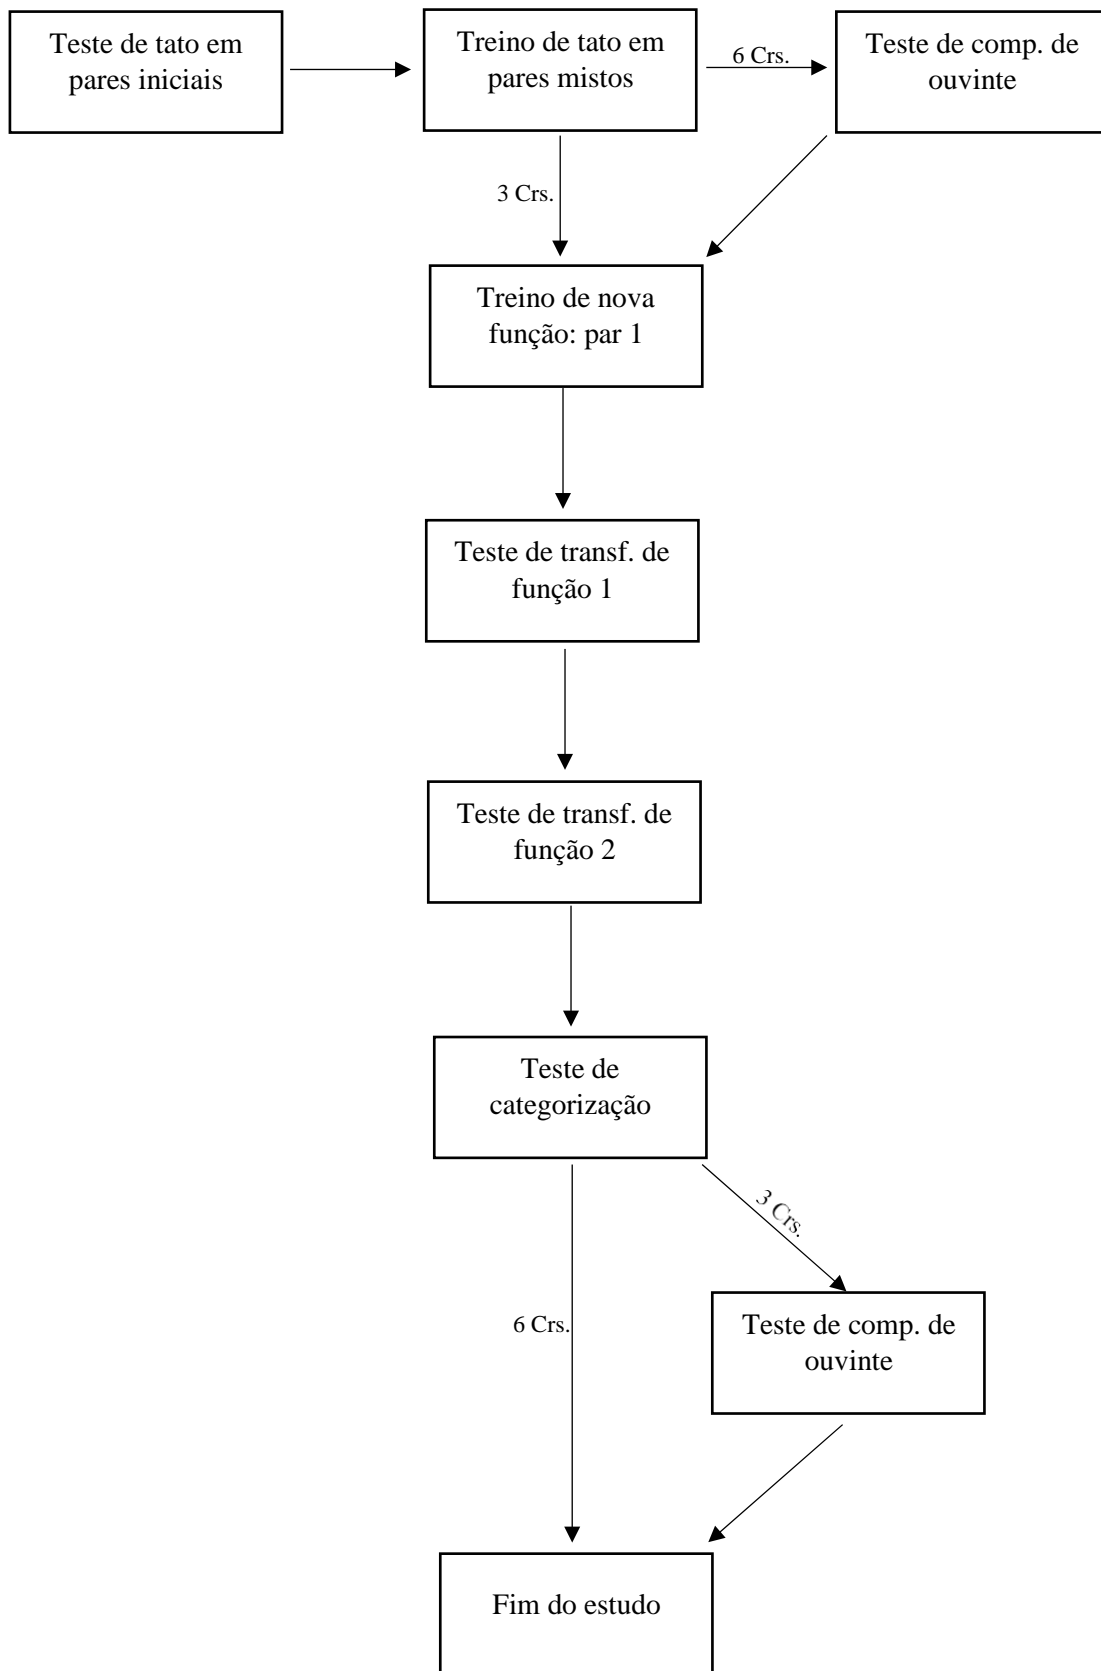 Teste de tato em
pares iniciais
Treino de tato em
pares mistos
6 Crs.
Teste de comp. de
ouvinte
3 Crs.
Treino de nova
função: par 1
Teste de transf. de
função 1
Teste de transf. de
função 2
Teste de
categorização
3 Crs.
6 Crs.
Teste de comp. de
ouvinte
Fim do estudo